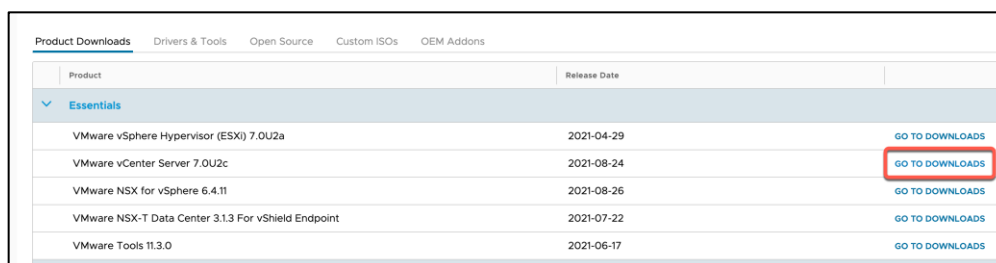 Product Downloads Drivers & Tools Open Source Custom ISOs OEM Addons
Product Release Date
Essentials
VMware vSphere Hypervisor (ESXi) 7.0U2a 2021-04-29 GO TO DOWNLOADS
VMware vCenter Server 7.0U2c 2021-08-24 GO TO DOWNLOADS
VMware NSX for vSphere 6.4.11 2021-08-26 GO TO DOWNLOADS
VMware NSX-T Data Center 3.1.3 For vShield Endpoint 2021-07-22 GO TO DOWNLOADS
VMware Tools 11.3.0 2021-06-17 GO TO DOWNLOADS